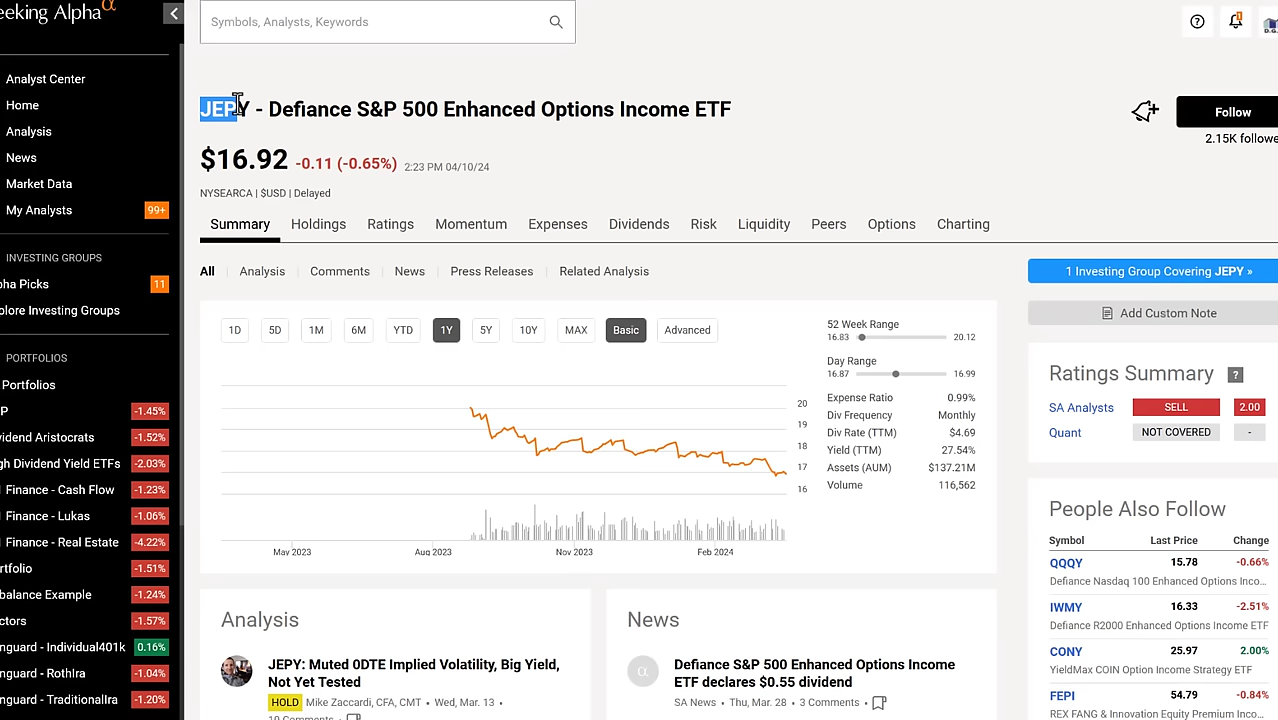 eeking Alpha α
Symbols, Analysts, Keywords
Analyst Center
Home
Analysis
News
Market Data
My Analysts 99+
INVESTING GROUPS
pha Picks 11
plore Investing Groups
PORTFOLIOS
Portfolios
P -1.45%
vidend Aristocrats -1.52%
gh Dividend Yield ETFs -2.03%
Finance - Cash Flow -1.23%
Finance - Lukas -1.06%
Finance - Real Estate -4.22%
rtfolio -1.51%
balance Example -1.24%
ctors -1.57%
nguard - Individual401k 0.16%
nguard - RothIra -1.04%
nguard - TraditionalIra -1.20%
JEPY - Defiance S&P 500 Enhanced Options Income ETF
Follow
2.15K followe
$16.92 -0.11 (-0.65%) 2:23 PM 04/10/24
NYSEARCA | $USD | Delayed
Summary Holdings Ratings Momentum Expenses Dividends Risk Liquidity Peers Options Charting
All Analysis Comments News Press Releases Related Analysis
1D 5D 1M 6M YTD 1Y 5Y 10Y MAX Basic Advanced
20
19
18
17
16
May 2023 Aug 2023 Nov 2023 Feb 2024
52 Week Range
16.83 20.12
Day Range
16.87 16.99
Expense Ratio 0.99%
Div Frequency Monthly
Div Rate (TTM) $4.69
Yield (TTM) 27.54%
Assets (AUM) $137.21M
Volume 116,562
1 Investing Group Covering JEPY »
Add Custom Note
Ratings Summary ?
SA Analysts SELL 2.00
Quant NOT COVERED -
People Also Follow
Symbol Last Price Change
QQQY 15.78 -0.66%
Defiance Nasdaq 100 Enhanced Options Inco...
IWMY 16.33 -2.51%
Defiance R2000 Enhanced Options Income ETF
CONY 25.97 2.00%
YieldMax COIN Option Income Strategy ETF
FEPI 54.79 -0.84%
REX FANG & Innovation Equity Premium Inco...
Analysis
JEPY: Muted 0DTE Implied Volatility, Big Yield,
Not Yet Tested
HOLD Mike Zaccardi, CFA, CMT • Wed, Mar. 13 •
10 Comments •
News
α
Defiance S&P 500 Enhanced Options Income
ETF declares $0.55 dividend
SA News • Thu, Mar. 28 • 3 Comments •